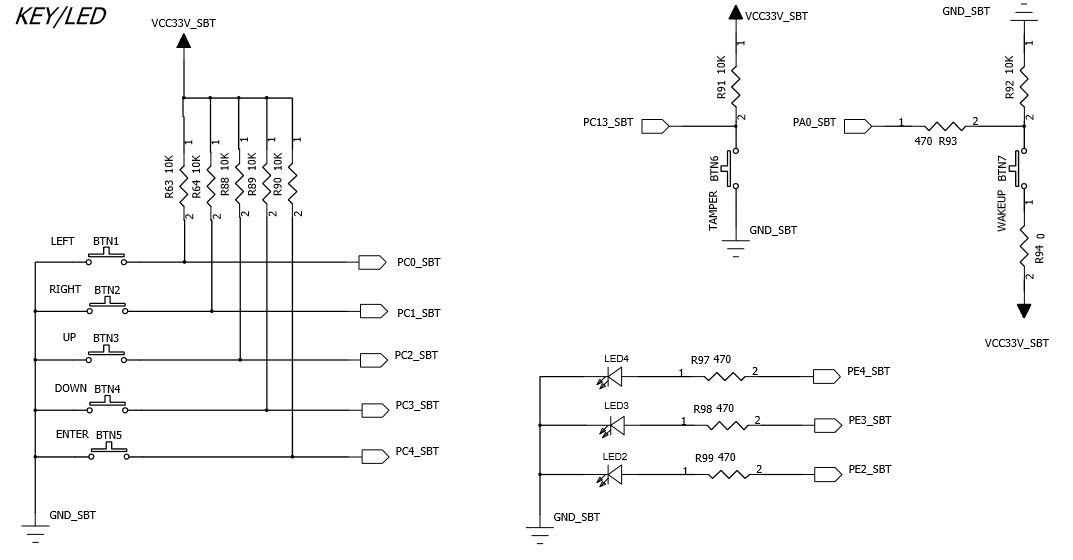 KEY/LED
VCC33V_SBT
1 1 1 1 1
R63 10K
R64 10K
R88 10K
R89 10K
R90 10K
2 2 2 2 2
LEFT BTN1
PC0_SBT
RIGHT BTN2
PC1_SBT
UP BTN3
PC2_SBT
DOWN BTN4
PC3_SBT
ENTER BTN5
PC4_SBT
GND_SBT
VCC33V_SBT
1
R91 10K
2
PC13_SBT
TAMPER BTN6
GND_SBT
GND_SBT
1
R92 10K
2
PA0_SBT
1 2
470 R93
WAKEUP BTN7
1
R94 0
2
VCC33V_SBT
LED4
R97 470
1 2
PE4_SBT
LED3
R98 470
1 2
PE3_SBT
LED2
R99 470
1 2
PE2_SBT
GND_SBT